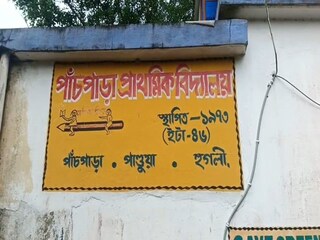 পাঁচপাড়া প্রাথমিক বিদ্যালয়
স্থাপিত - ১৯৭৩
(ইটা - ৪৬)
পাঁচপাড়া . পাণ্ডুয়া . হুগলী,